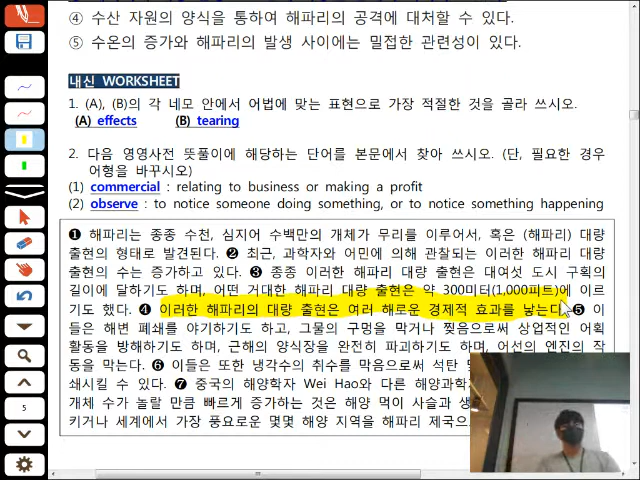 ④ 수산 자원의 양식을 통하여 해파리의 공격에 대처할 수 있다.
⑤ 수온의 증가와 해파리의 발생 사이에는 밀접한 관련성이 있다.
내신 WORKSHEET
1. (A), (B)의 각 네모 안에서 어법에 맞는 표현으로 가장 적절한 것을 골라 쓰시오.
(A) effects (B) tearing
2. 다음 영영사전 뜻풀이에 해당하는 단어를 본문에서 찾아 쓰시오. (단, 필요한 경우
어형을 바꾸시오)
(1) commercial : relating to business or making a profit
(2) observe : to notice someone doing something, or to notice something happening
❶ 해파리는 종종 수천, 심지어 수백만의 개체가 무리를 이루어서, 혹은 (해파리) 대량
출현의 형태로 발견된다. ❷ 최근, 과학자와 어민에 의해 관찰되는 이러한 해파리 대량
출현의 수는 증가하고 있다. ❸ 종종 이러한 해파리 대량 출현은 대여섯 도시 구획의
길이에 달하기도 하며, 어떤 거대한 해파리 대량 출현은 약 300미터(1,000피트)에 이르
기도 했다. ❹ 이러한 해파리의 대량 출현은 여러 해로운 경제적 효과를 낳는다. ❺ 이
들은 해변 폐쇄를 야기하기도 하고, 그물의 구멍을 막거나 찢음으로써 상업적인 어획
활동을 방해하기도 하며, 근해의 양식장을 완전히 파괴하기도 하며, 어선의 엔진의 작
동을 막는다. ❻ 이들은 또한 냉각수의 취수를 막음으로써 석탄
쇄시킬 수 있다. ❼ 중국의 해양학자 Wei Hao와 다른 해양과학
개체 수가 놀랄 만큼 빠르게 증가하는 것은 해양 먹이 사슬과
키거나 세계에서 가장 풍요로운 몇몇 해양 지역을 해파리 제국으
5